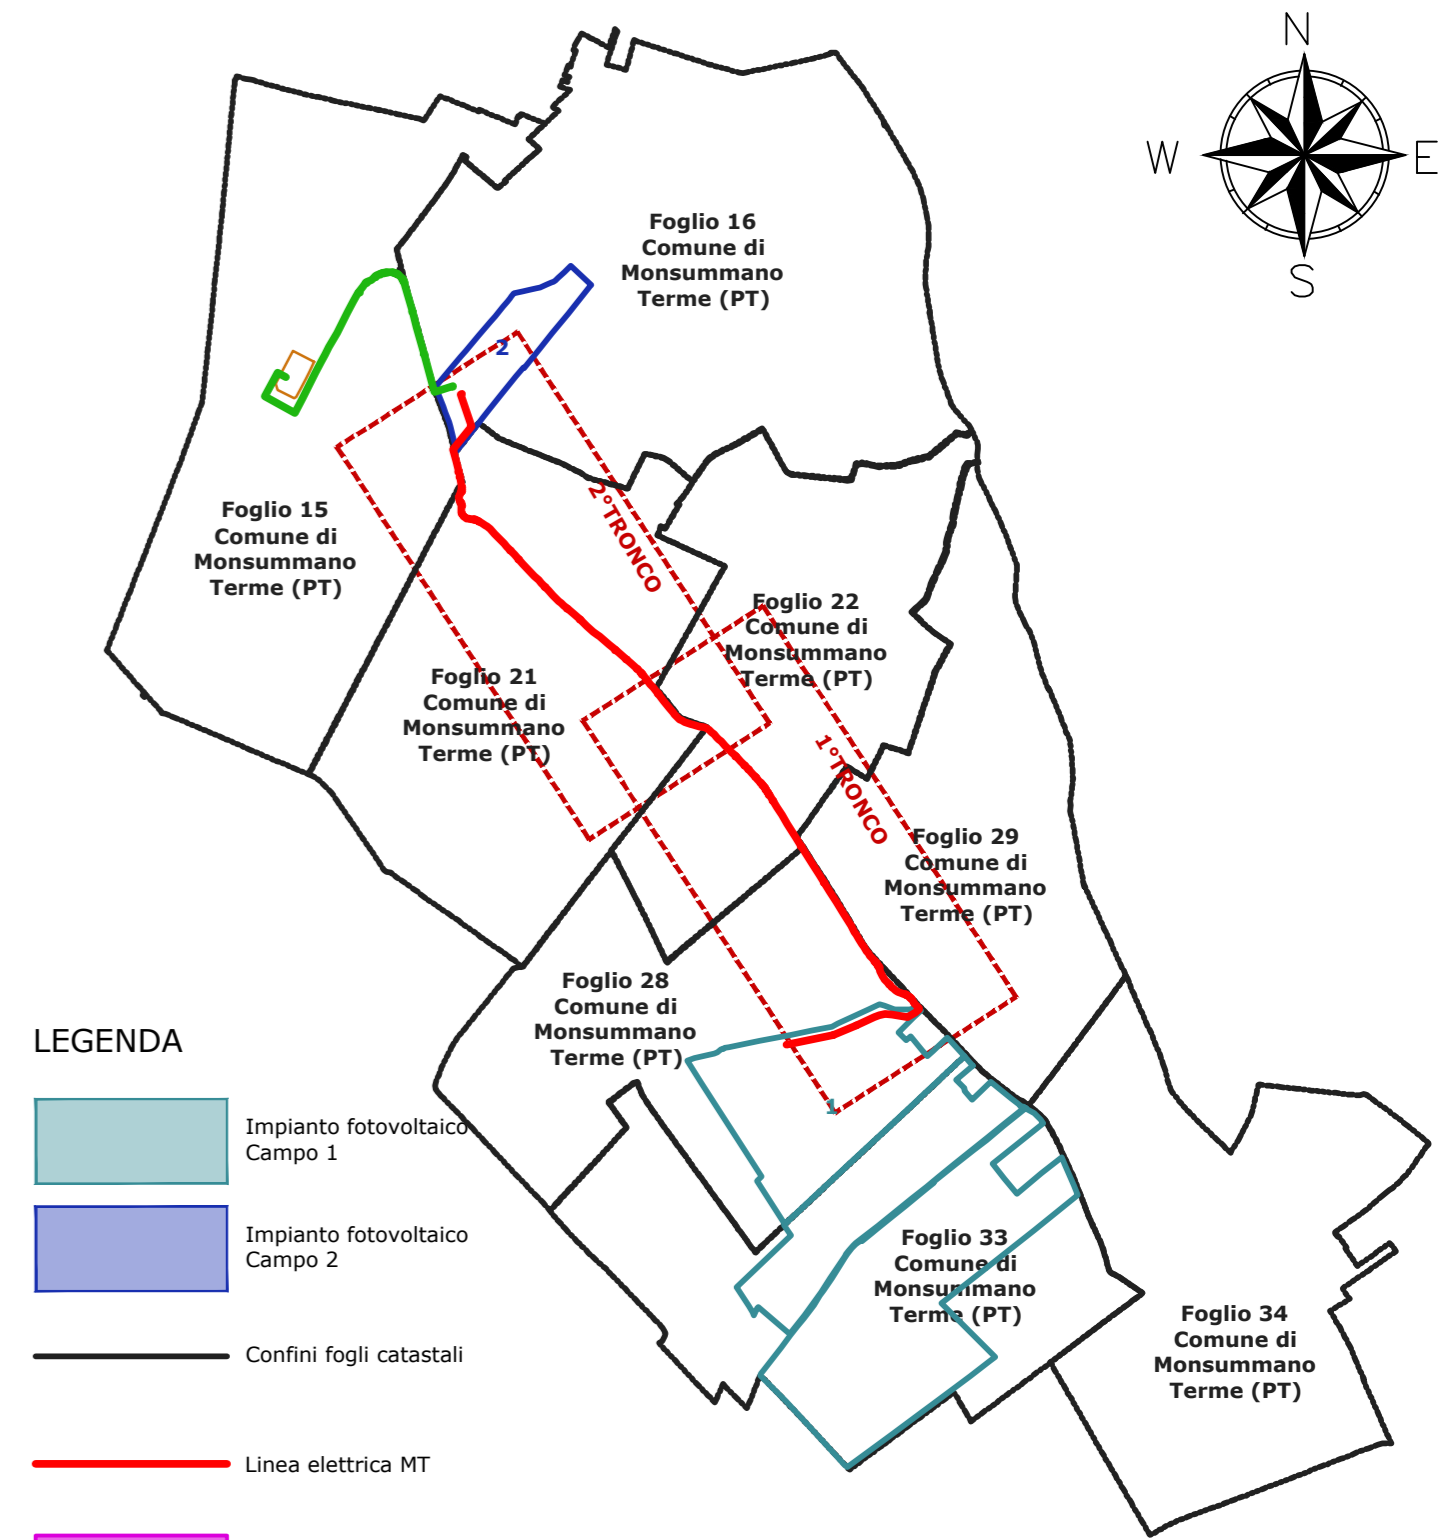 N
W
E
S
Foglio 16
Comune di
Monsummano
Terme (PT)
2
Foglio 15
Comune di
Monsummano
Terme (PT)
2°TRONCO
Foglio 22
Comune di
Monsummano
Terme (PT)
Foglio 21
Comune di
Monsummano
Terme (PT)
1°TRONCO
Foglio 29
Comune di
Monsummano
Terme (PT)
Foglio 28
Comune di
Monsummano
Terme (PT)
1
Foglio 33
Comune di
Monsummano
Terme (PT)
Foglio 34
Comune di
Monsummano
Terme (PT)
LEGENDA
Impianto fotovoltaico
Campo 1
Impianto fotovoltaico
Campo 2
Confini fogli catastali
Linea elettrica MT